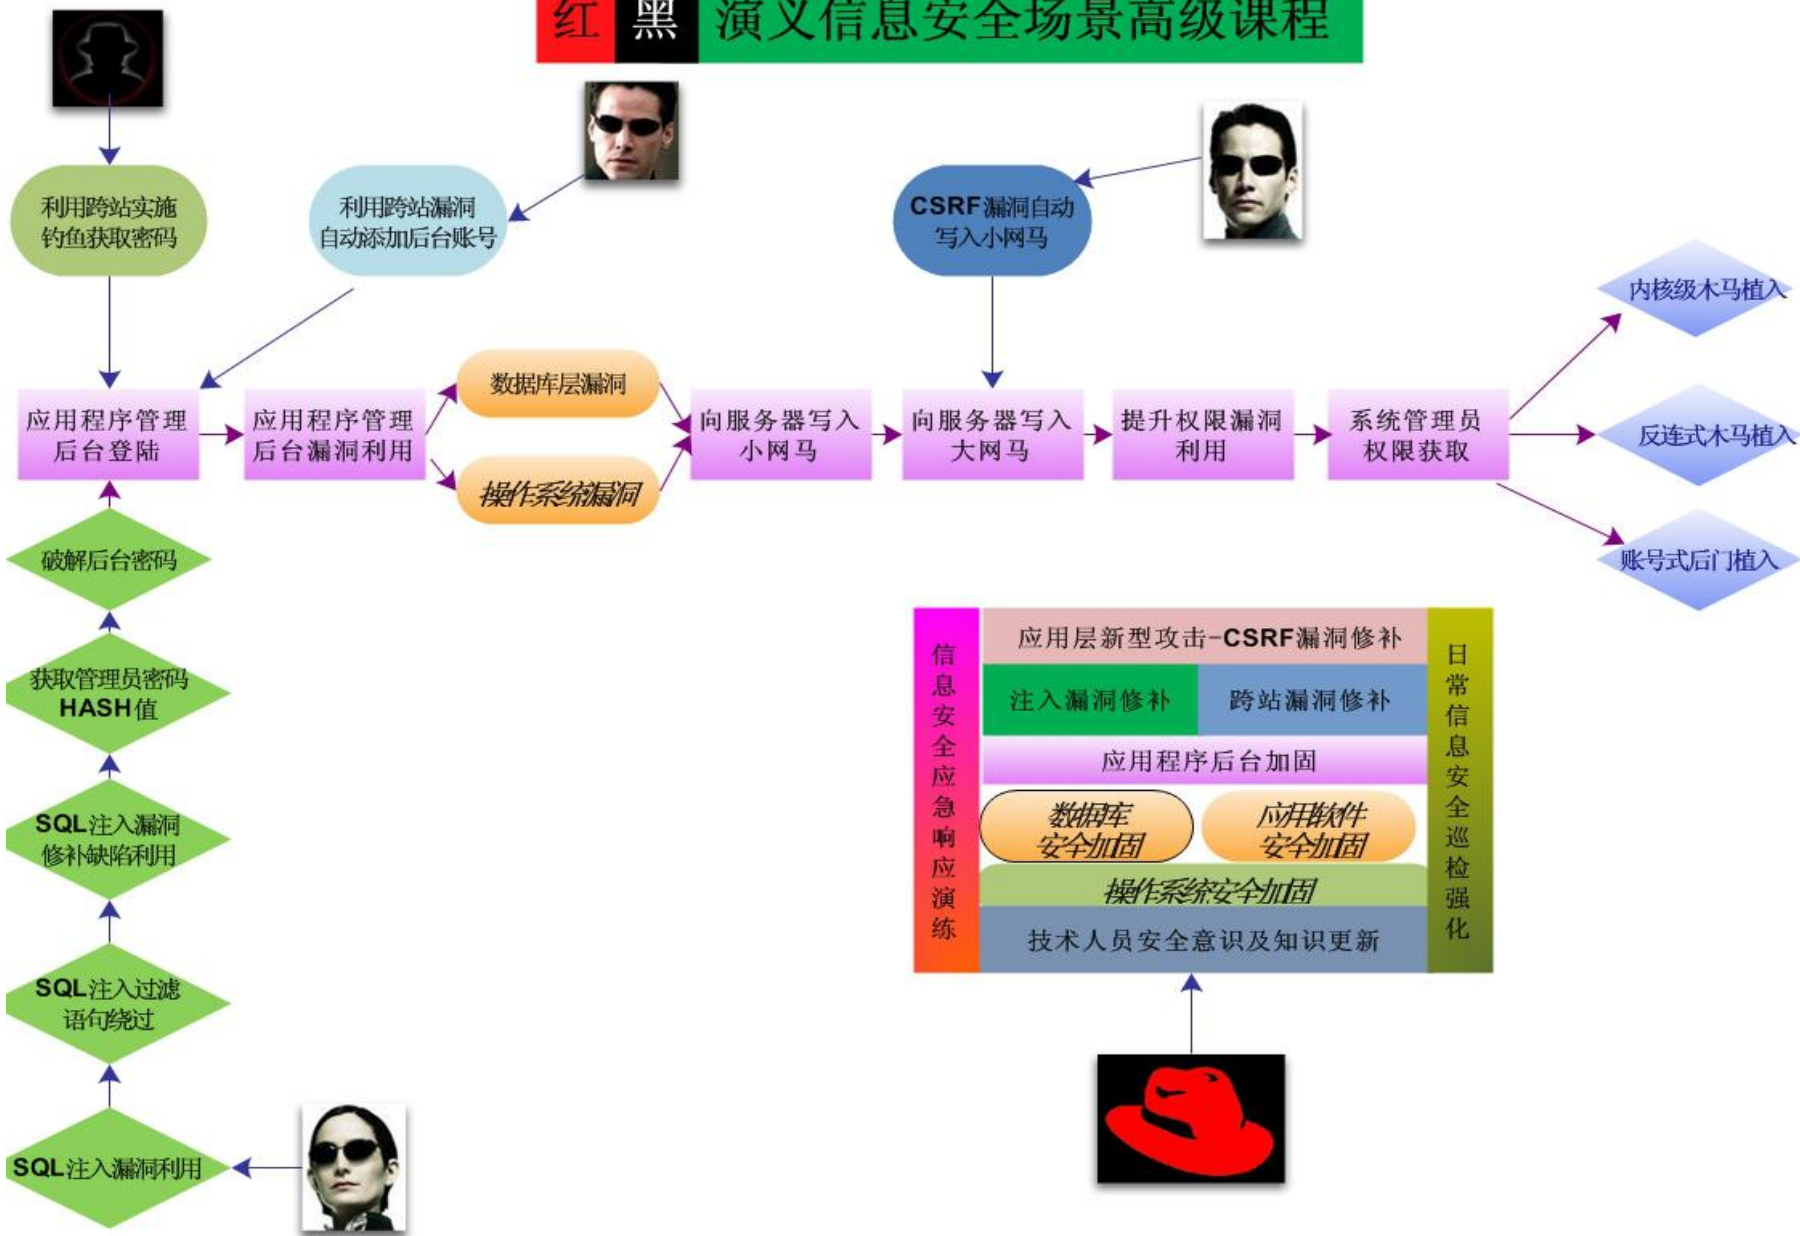 红 黑 演义信息安全场景高级课程
利用跨站实施
钓鱼获取密码
利用跨站漏洞
自动添加后台账号
CSRF漏洞自动
写入小网马
内核级木马植入
应用程序管理
后台登陆
应用程序管理
后台漏洞利用
数据库层漏洞
操作系统漏洞
向服务器写入
小网马
向服务器写入
大网马
提升权限漏洞
利用
系统管理员
权限获取
反连式木马植入
账号式后门植入
破解后台密码
获取管理员密码
HASH值
SQL注入漏洞
修补缺陷利用
SQL注入过滤
语句绕过
SQL注入漏洞利用
信息安全应急响应演练
应用层新型攻击-CSRF漏洞修补
注入漏洞修补
跨站漏洞修补
应用程序后台加固
数据库
安全加固
应用软件
安全加固
操作系统安全加固
技术人员安全意识及知识更新
日常信息安全巡检强化